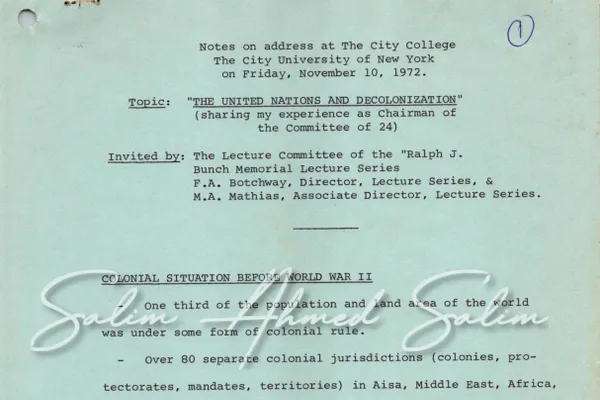 1
Notes on address at The City College
The City University of New York
on Friday, November 10, 1972.
Topic: "THE UNITED NATIONS AND DECOLONIZATION"
(sharing my experience as Chairman of
the Committee of 24)
Invited by: The Lecture Committee of the "Ralph J.
Bunch Memorial Lecture Series
F.A. Botchway, Director, Lecture Series, &
M.A. Mathias, Associate Director, Lecture Series.
COLONIAL SITUATION BEFORE WORLD WAR II
- One third of the population and land area of the world
was under some form of colonial rule.
Salim Ahmed Salim
- Over 80 separate colonial jurisdictions (colonies, pro-
tectorates, mandates, territories) in Aisa, Middle East, Africa,